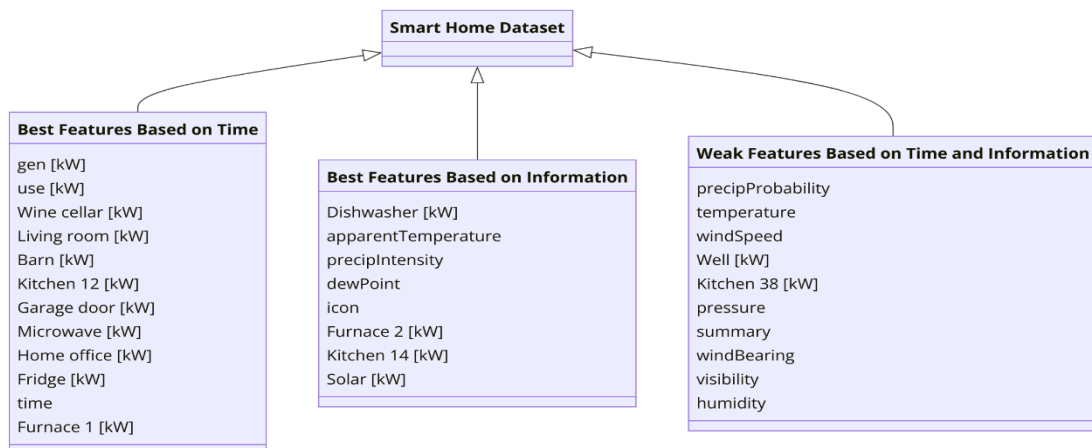 Smart Home Dataset
Best Features Based on Time
gen [kW]
use [kW]
Wine cellar [kW]
Living room [kW]
Barn [kW]
Kitchen 12 [kW]
Garage door [kW]
Microwave [kW]
Home office [kW]
Fridge [kW]
time
Furnace 1 [kW]
Best Features Based on Information
Dishwasher [kW]
apparentTemperature
precipIntensity
dewPoint
icon
Furnace 2 [kW]
Kitchen 14 [kW]
Solar [kW]
Weak Features Based on Time and Information
precipProbability
temperature
windSpeed
Well [kW]
Kitchen 38 [kW]
pressure
summary
windBearing
visibility
humidity